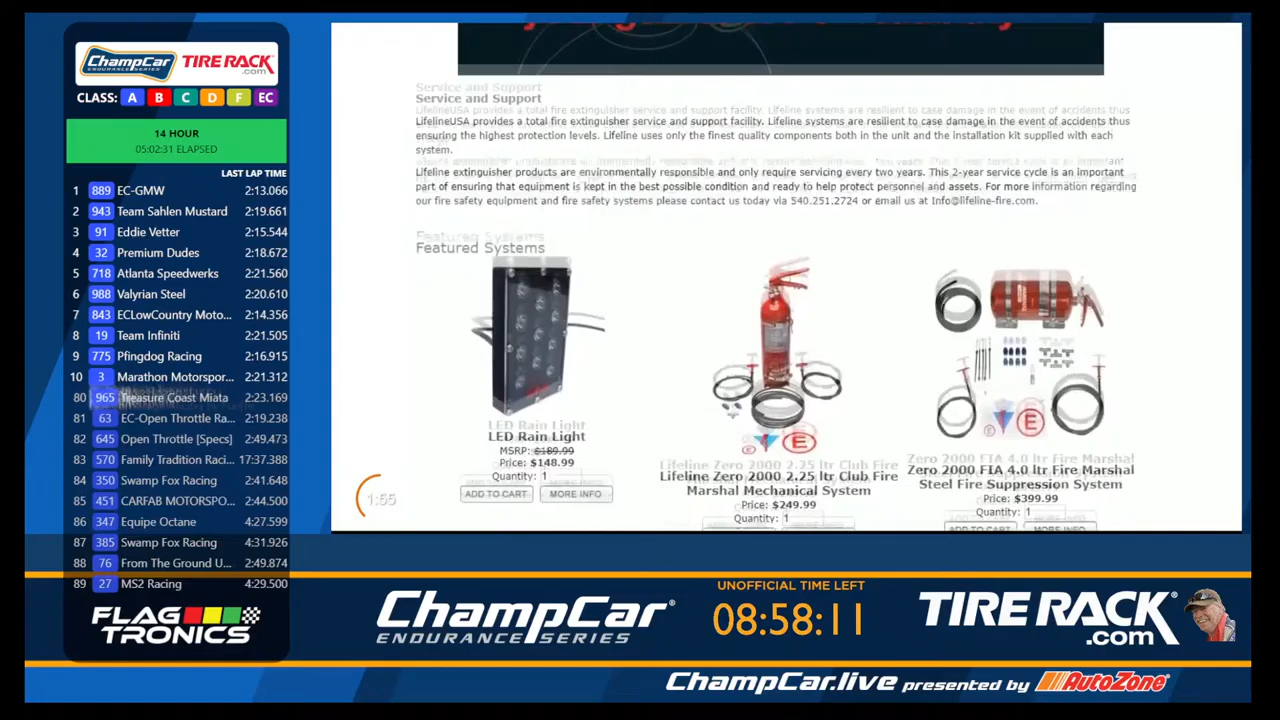 ChampCar
ENDURANCE SERIES
TIRE RACK
.com
CLASS: A B C D F EC
14 HOUR
05:02:31 ELAPSED
LAST LAP TIME
1 889 EC-GMW 2:13.066
2 943 Team Sahlen Mustard 2:19.661
3 91 Eddie Vetter 2:15.544
4 32 Premium Dudes 2:18.672
5 718 Atlanta Speedwerks 2:21.560
6 988 Valyrian Steel 2:20.610
7 843 ECLowCountry Moto... 2:14.356
8 19 Team Infiniti 2:21.505
9 775 Pfingdog Racing 2:16.915
10 3 Marathon Motorspor... 2:21.312
80 965 Treasure Coast Miata 2:23.169
81 63 EC-Open Throttle Ra... 2:19.238
82 645 Open Throttle [Specs] 2:49.473
83 570 Family Tradition Raci... 17:37.388
84 350 Swamp Fox Racing 2:41.648
85 451 CARFAB MOTORSPO... 2:44.500
86 347 Equipe Octane 4:27.599
87 385 Swamp Fox Racing 4:31.926
88 76 From The Ground U... 2:49.874
89 27 MS2 Racing 4:29.500
FLAG
TRONICS
Service and Support
LifelineUSA provides a total fire extinguisher service and support facility. Lifeline systems are resilient to case damage in the event of accidents thus
ensuring the highest protection levels. Lifeline uses only the finest quality components both in the unit and the installation kit supplied with each
system.
Lifeline extinguisher products are environmentally responsible and only require servicing every two years. This 2-year service cycle is an important
part of ensuring that equipment is kept in the best possible condition and ready to help protect personnel and assets. For more information regarding
our fire safety equipment and fire safety systems please contact us today via 540.251.2724 or email us at Info@lifeline-fire.com.
Featured Systems
LED Rain Light
MSRP: $189.99
Price: $148.99
Quantity: 1
ADD TO CART MORE INFO
Lifeline Zero 2000 2.25 ltr Club Fire
Marshal Mechanical System
Price: $249.99
Quantity: 1
Zero 2000 FIA 4.0 ltr Fire Marshal
Steel Fire Suppression System
Price: $399.99
Quantity: 1
ADD TO CART MORE INFO
1:55
ChampCar
ENDURANCE SERIES
UNOFFICIAL TIME LEFT
08:58:11
TIRE RACK
.com
ChampCar.live presented by AutoZone